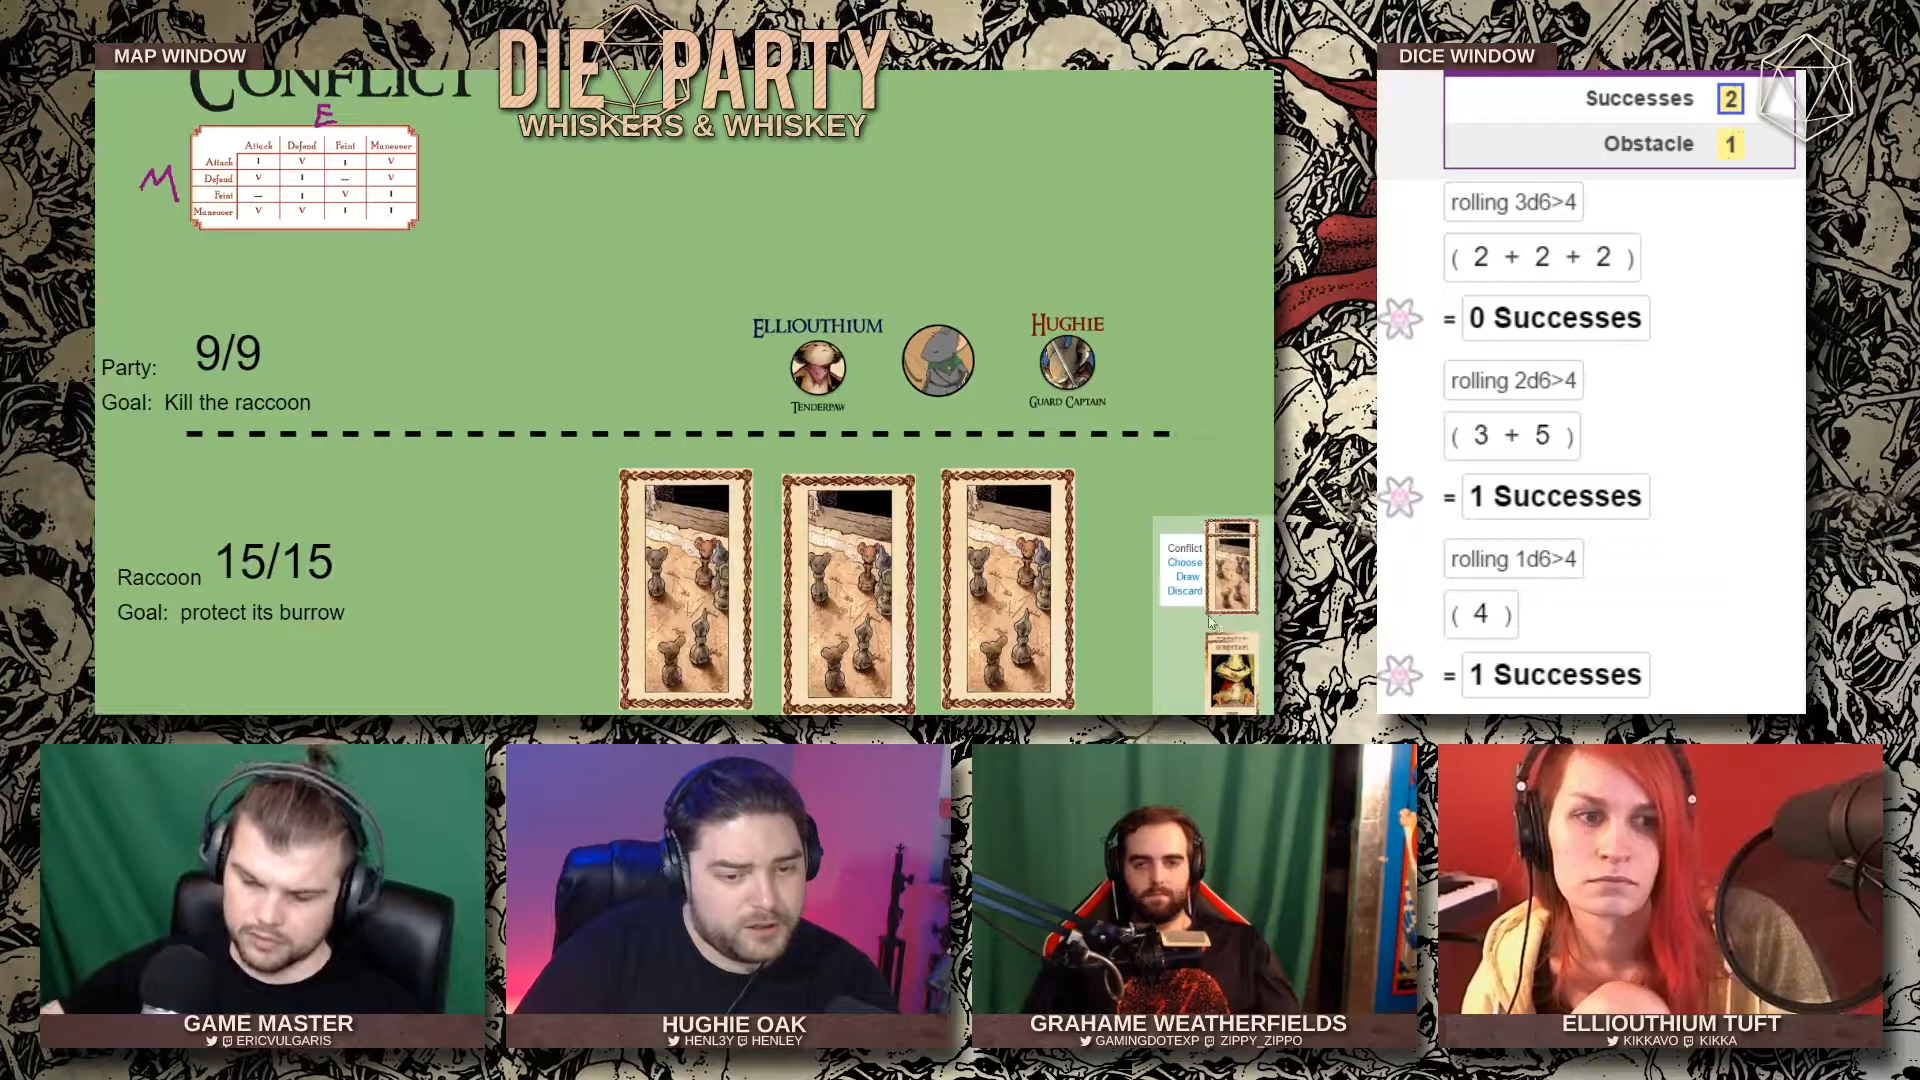 MAP WINDOW
CONFLICT
DIE PARTY
WHISKERS & WHISKEY
DICE WINDOW
E
M
Attack Defend Feint Maneuver
Attack I V I V
Defend V I — V
Feint — I V I
Maneuver V V I I
Party: 9/9
Goal: Kill the raccoon
ELLIOUTHIUM
TENDERPAW
HUGHIE
GUARD CAPTAIN
Raccoon 15/15
Goal: protect its burrow
Conflict
Choose
Draw
Discard
CONDITION
Successes 2
Obstacle 1
rolling 3d6>4
( 2 + 2 + 2 )
= 0 Successes
rolling 2d6>4
( 3 + 5 )
= 1 Successes
rolling 1d6>4
( 4 )
= 1 Successes
GAME MASTER
ERICVULGARIS
HUGHIE OAK
HENL3Y HENLEY
GRAHAME WEATHERFIELDS
GAMINGDOTEXP ZIPPY_ZIPPO
ELLIOUTHIUM TUFT
KIKKAVO KIKKA